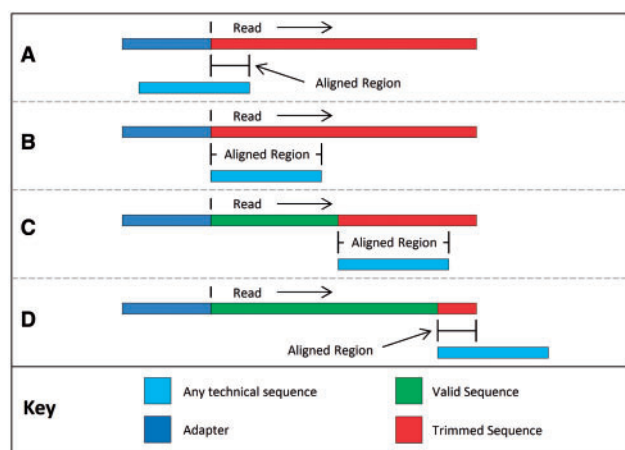 Read
A
Aligned Region
Read
B
Aligned Region
Read
C
Aligned Region
Read
D
Aligned Region
Key
Any technical sequence
Valid Sequence
Adapter
Trimmed Sequence